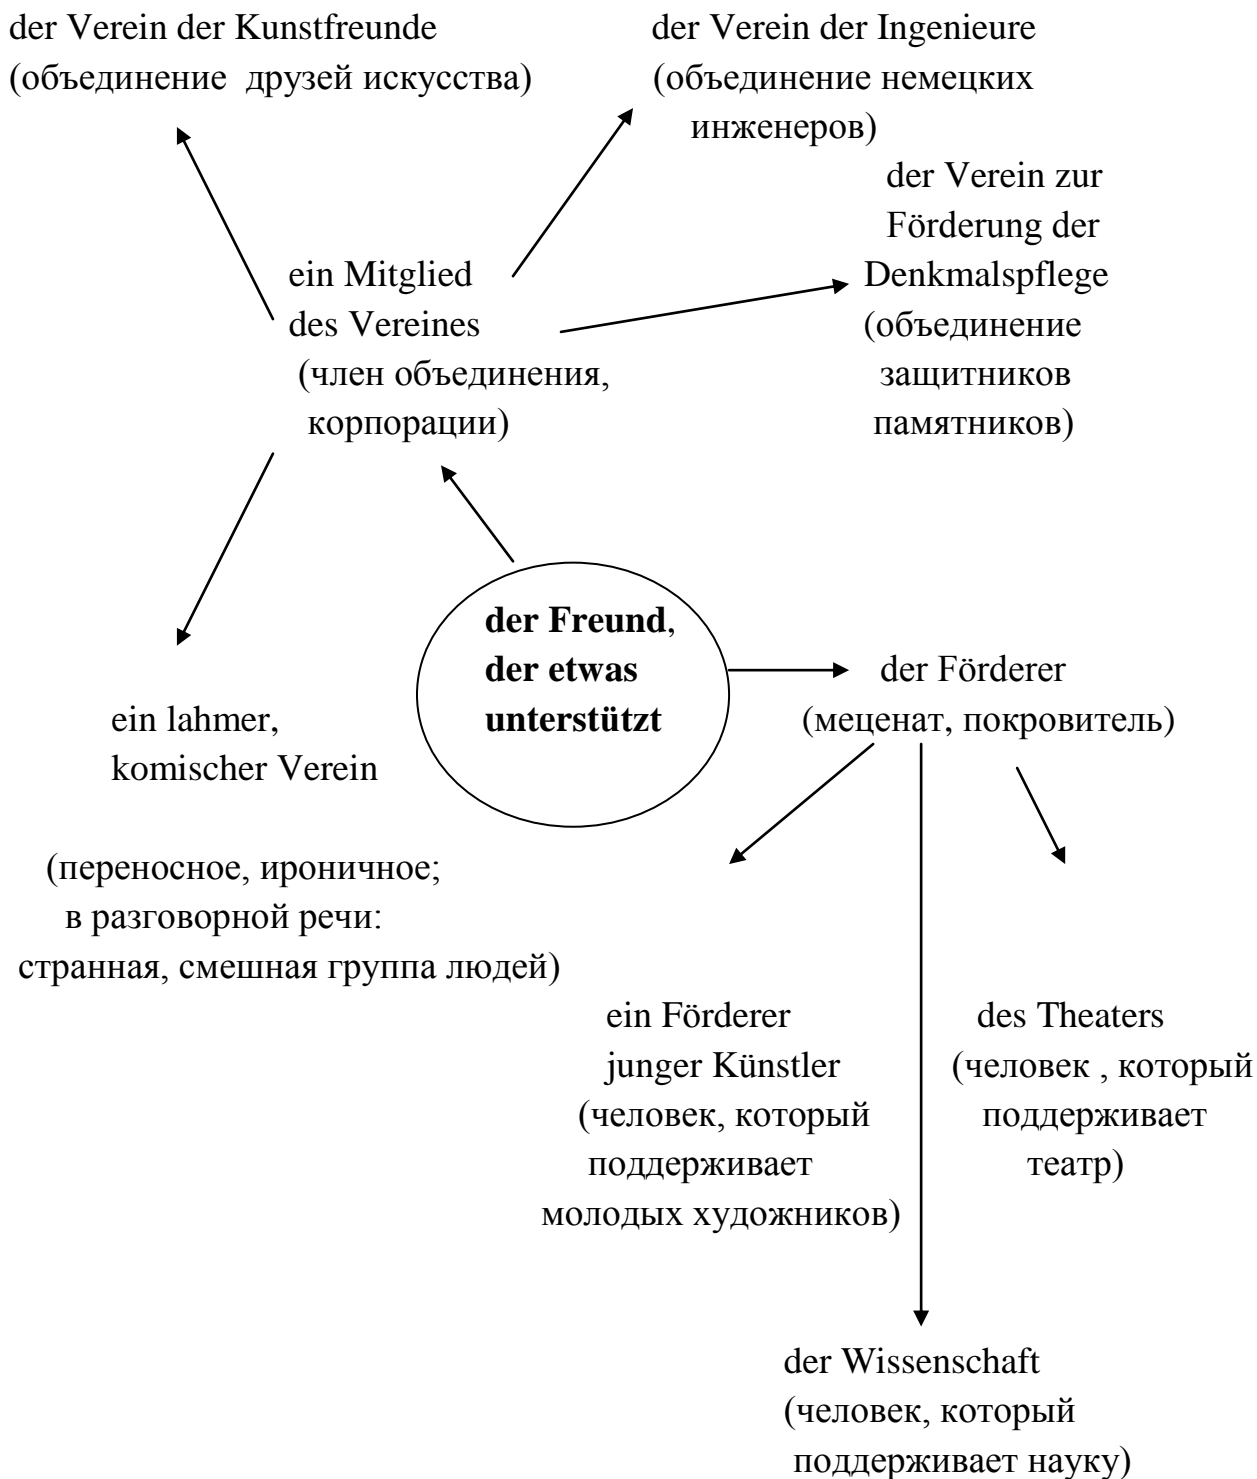 der Verein der Kunstfreunde
(объединение друзей искусства)
der Verein der Ingenieure
(объединение немецких
инженеров)
der Verein zur
Förderung der
Denkmalspflege
(объединение
защитников
памятников)
ein Mitglied
des Vereines
(член объединения,
корпорации)
der Freund,
der etwas
unterstützt
der Förderer
(меценат, покровитель)
ein lahmer,
komischer Verein
(переносное, ироничное;
в разговорной речи:
странная, смешная группа людей)
ein Förderer
junger Künstler
(человек, который
поддерживает
молодых художников)
des Theaters
(человек , который
поддерживает
театр)
der Wissenschaft
(человек, который
поддерживает науку)